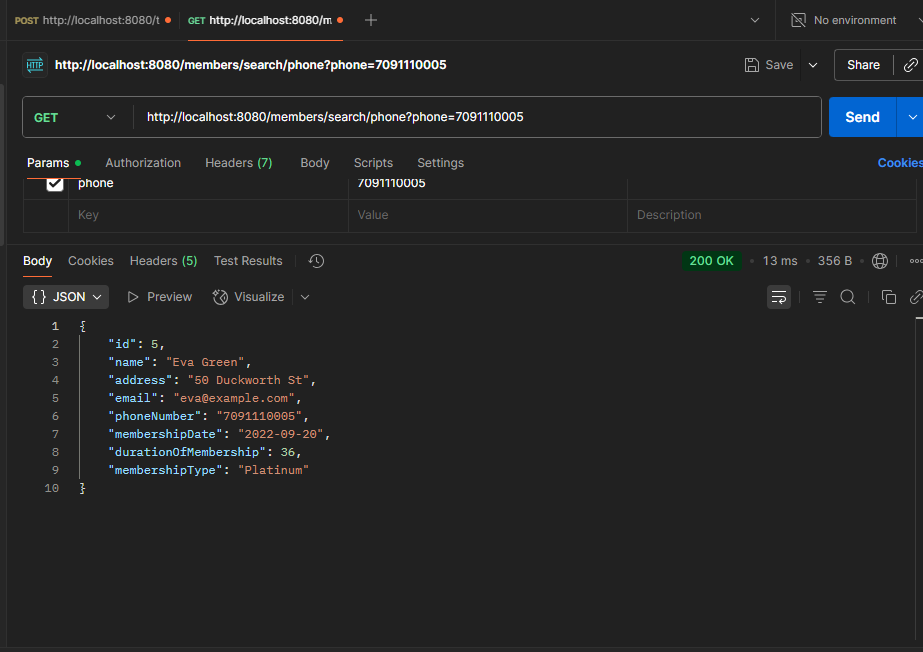 POST http://localhost:8080/t
GET http://localhost:8080/m
No environment
HTTP http://localhost:8080/members/search/phone?phone=7091110005
Save
Share
GET http://localhost:8080/members/search/phone?phone=7091110005
Send
Params Authorization Headers (7) Body Scripts Settings Cookies
phone 7091110005
Key Value Description
Body Cookies Headers (5) Test Results 200 OK • 13 ms • 356 B
{} JSON Preview Visualize
1 {
2 "id": 5,
3 "name": "Eva Green",
4 "address": "50 Duckworth St",
5 "email": "eva@example.com",
6 "phoneNumber": "7091110005",
7 "membershipDate": "2022-09-20",
8 "durationOfMembership": 36,
9 "membershipType": "Platinum"
10 }